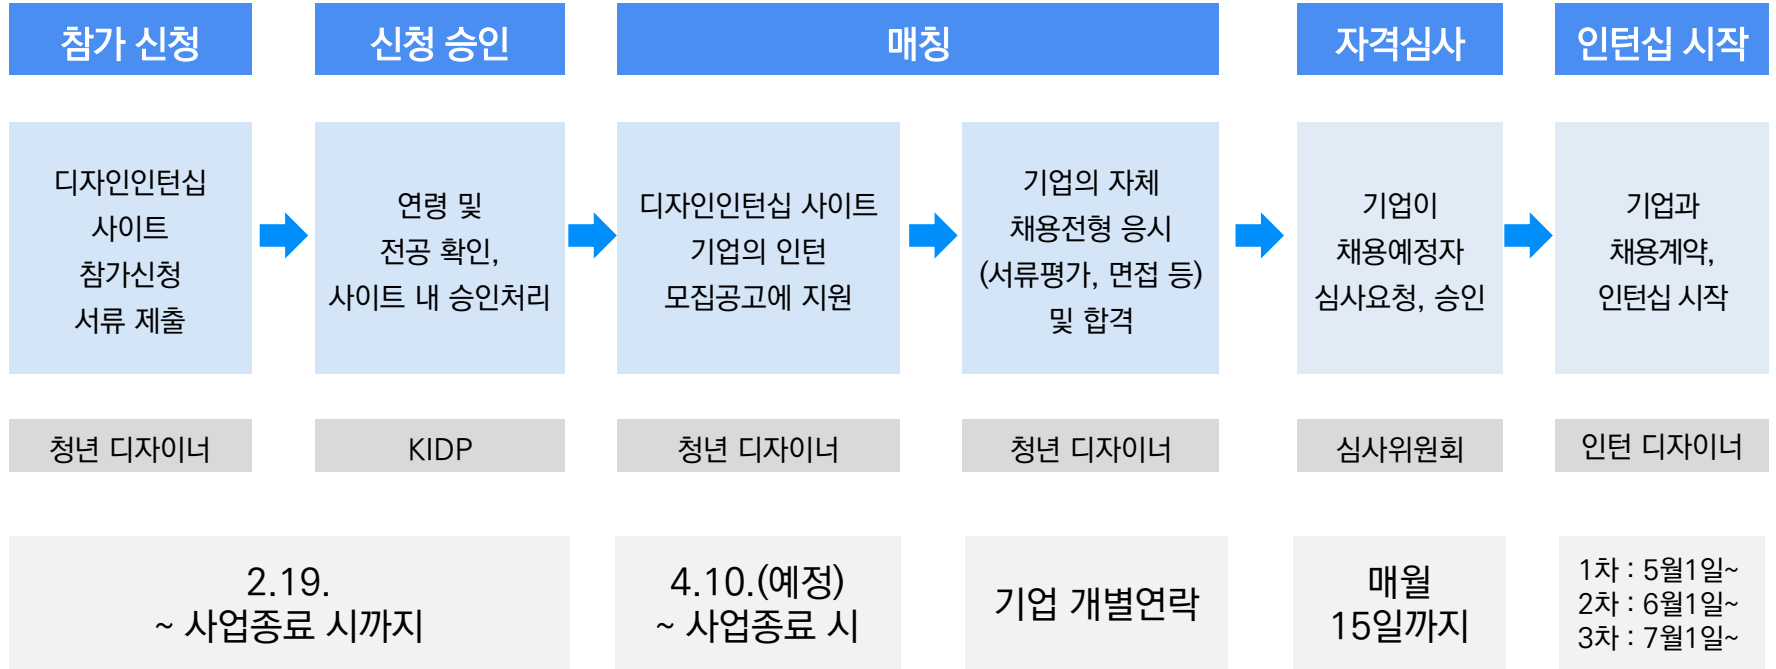 참가 신청
신청 승인
매칭
자격심사
인턴십 시작
디자인인턴십
사이트
참가신청
서류 제출
연령 및
전공 확인,
사이트 내 승인처리
디자인인턴십 사이트
기업의 인턴
모집공고에 지원
기업의 자체
채용전형 응시
(서류평가, 면접 등)
및 합격
기업이
채용예정자
심사요청, 승인
기업과
채용계약,
인턴십 시작
청년 디자이너
KIDP
청년 디자이너
청년 디자이너
심사위원회
인턴 디자이너
2.19.
~ 사업종료 시까지
4.10.(예정)
~ 사업종료 시
기업 개별연락
매월
15일까지
1차 : 5월1일~
2차 : 6월1일~
3차 : 7월1일~